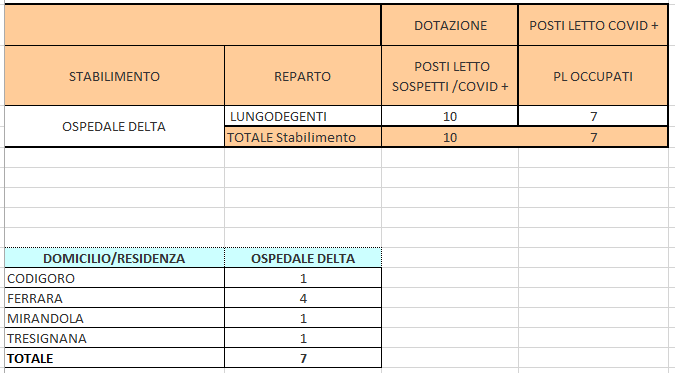 DOTAZIONE POSTI LETTO COVID +
STABILIMENTO REPARTO POSTI LETTO SOSPETTI /COVID + PL OCCUPATI
OSPEDALE DELTA LUNGODEGENTI 10 7
TOTALE Stabilimento 10 7
DOMICILIO/RESIDENZA OSPEDALE DELTA
CODIGORO 1
FERRARA 4
MIRANDOLA 1
TRESIGNANA 1
TOTALE 7